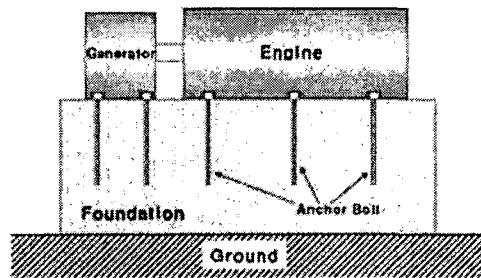 Generator
Engine
Anchor Bolt
Foundation
Ground